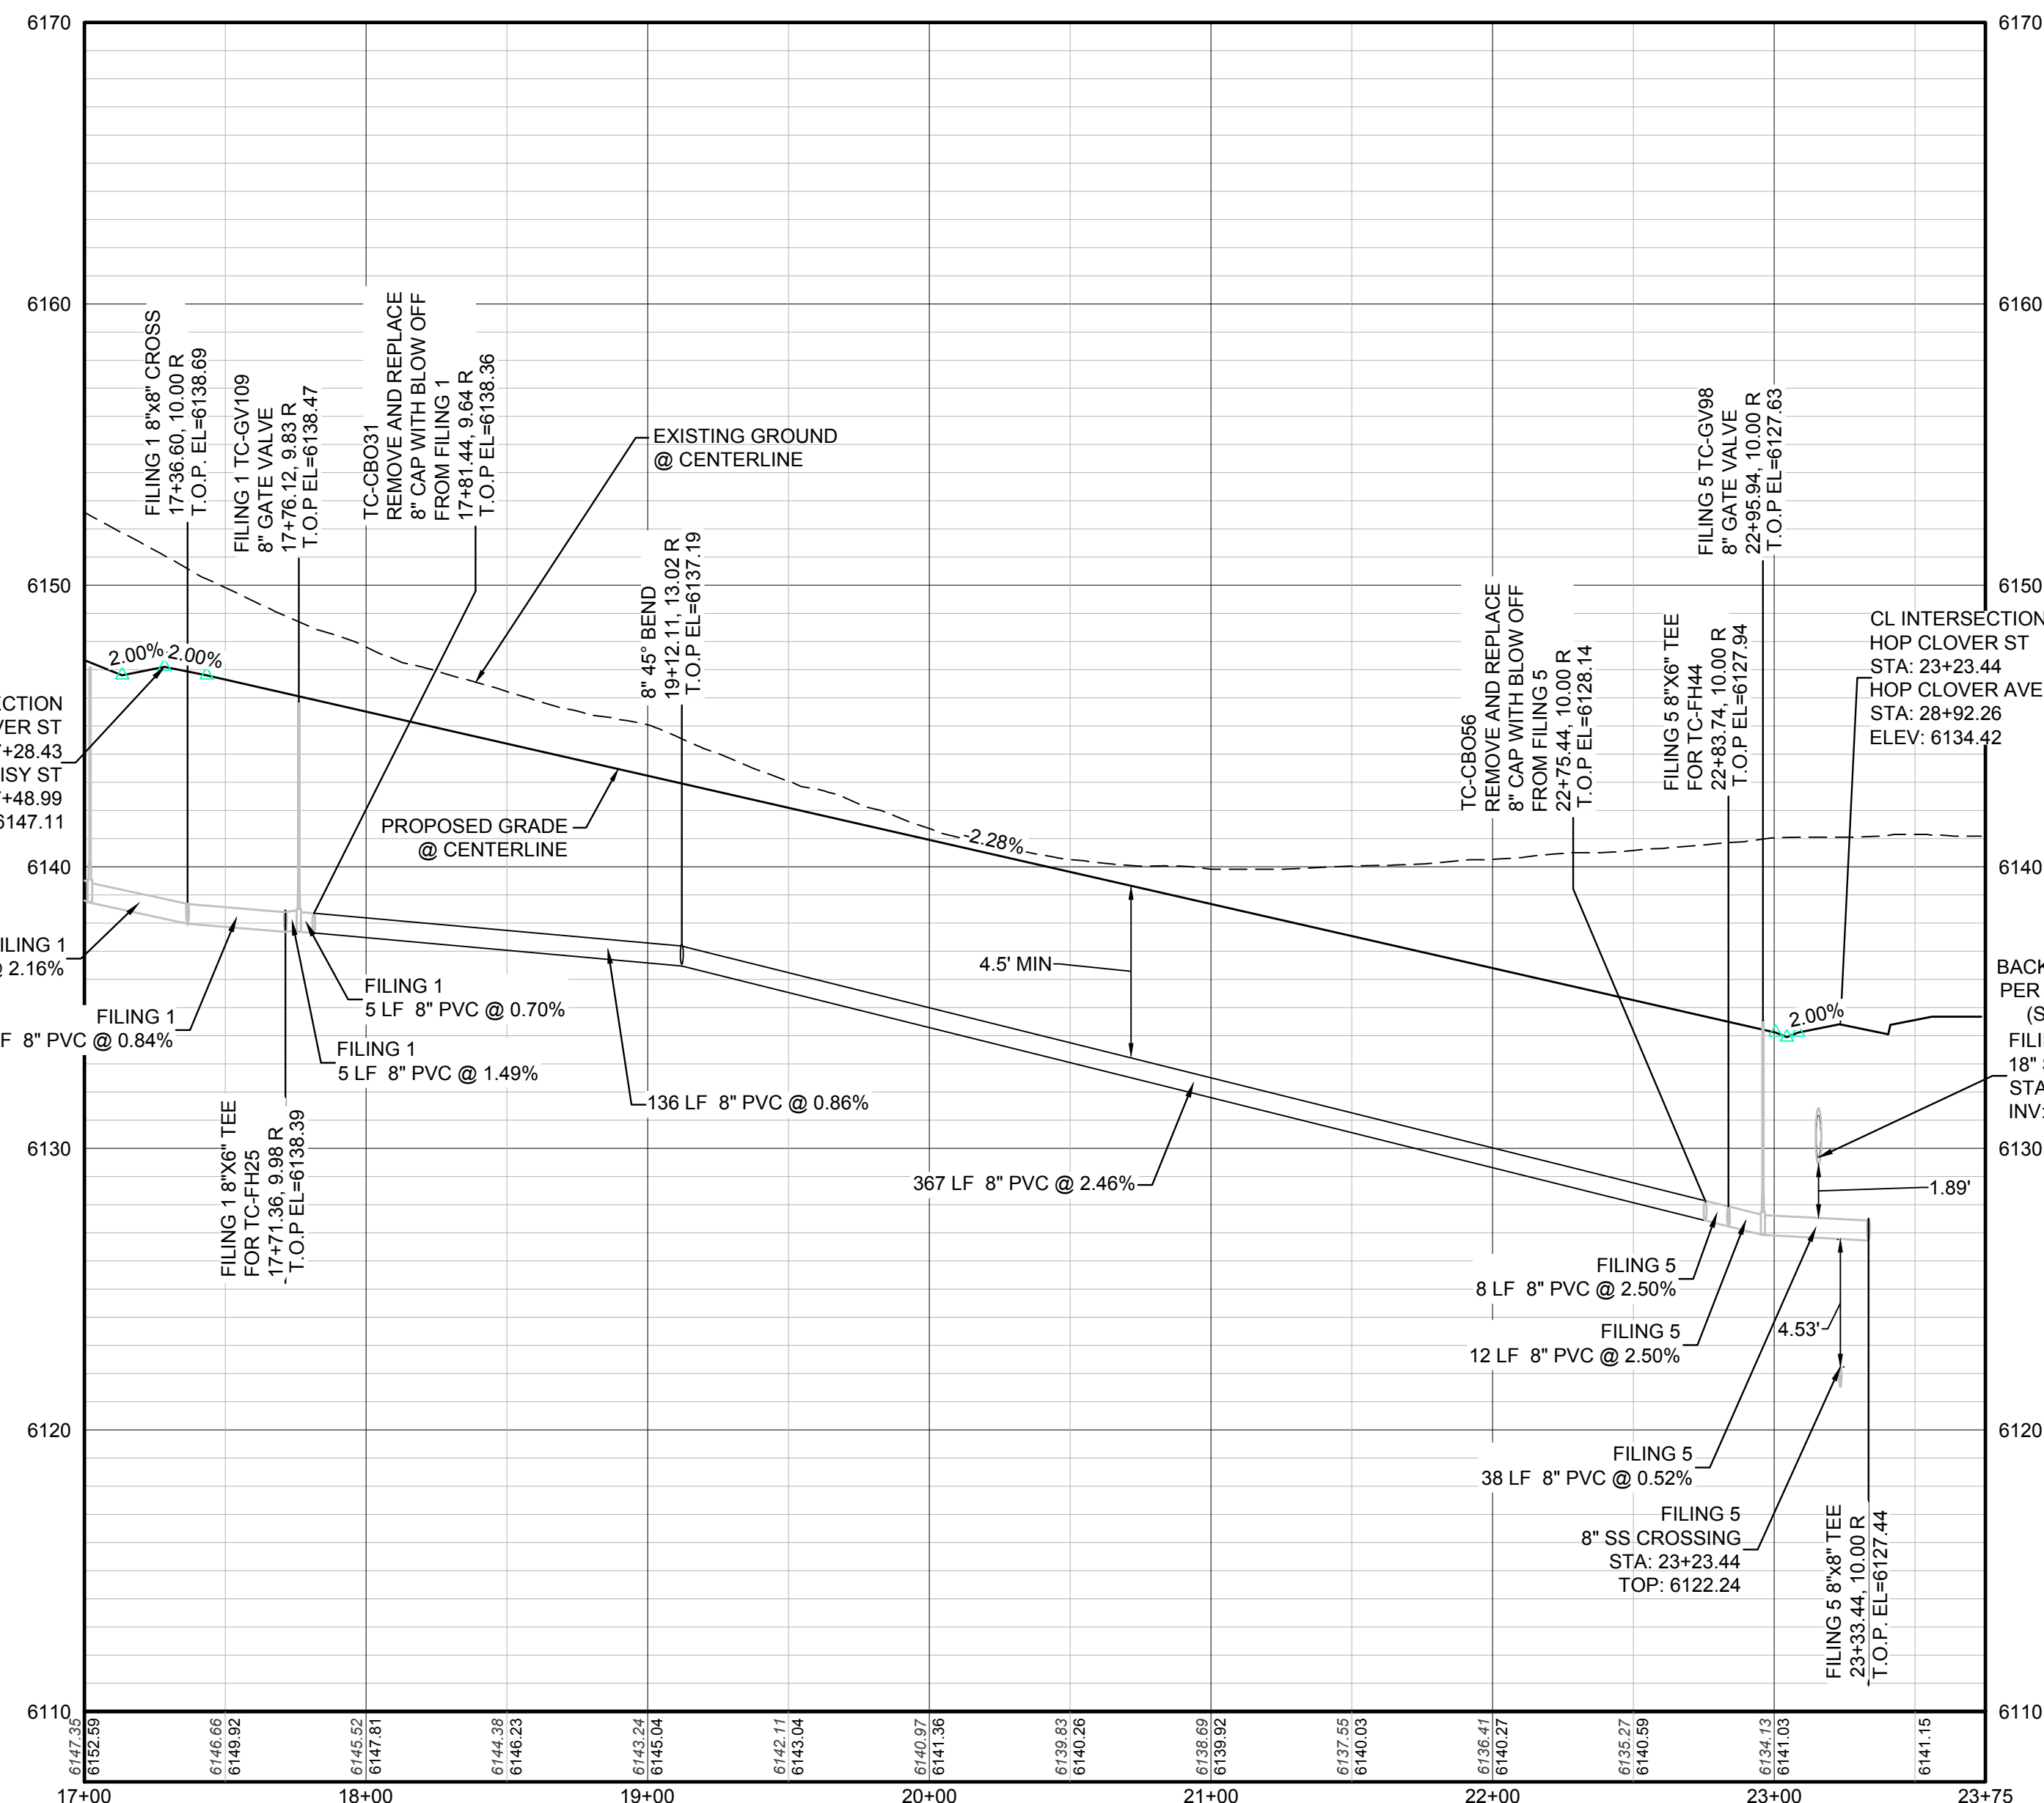 6170
6170
6160
6160
6150
6150
6140
6140
6130
6130
6120
6120
6110
6110
FILING 1 8"x8" CROSS
17+36.60, 10.00 R
T.O.P. EL=6138.69
FILING 1 TC-GV109
8" GATE VALVE
17+76.12, 9.83 R
T.O.P EL=6138.47
TC-CBO31
REMOVE AND REPLACE
8" CAP WITH BLOW OFF
FROM FILING 1
17+81.44, 9.64 R
T.O.P EL=6138.36
EXISTING GROUND
@ CENTERLINE
8" 45° BEND
19+12.11, 13.02 R
T.O.P EL=6137.19
TC-CBO56
REMOVE AND REPLACE
8" CAP WITH BLOW OFF
FROM FILING 5
22+75.44, 10.00 R
T.O.P EL=6128.14
FILING 5 8"X6" TEE
FOR TC-FH44
22+83.74, 10.00 R
T.O.P EL=6127.94
FILING 5 TC-GV98
8" GATE VALVE
22+95.94, 10.00 R
T.O.P EL=6127.63
CL INTERSECTION
HOP CLOVER ST
STA: 23+23.44
HOP CLOVER AVE
STA: 28+92.26
ELEV: 6134.42
2.00%
-2.00%
ECTION
VER ST
7+28.43
ISY ST
7+48.99
6147.11
PROPOSED GRADE
@ CENTERLINE
-2.28%
2.00%
4.5' MIN
ILING 1
@ 2.16%
FILING 1
F 8" PVC @ 0.84%
FILING 1
5 LF 8" PVC @ 0.70%
FILING 1
5 LF 8" PVC @ 1.49%
136 LF 8" PVC @ 0.86%
367 LF 8" PVC @ 2.46%
FILING 1 8"X6" TEE
FOR TC-FH25
17+71.36, 9.98 R
T.O.P EL=6138.39
BACK
PER
(S
FILI
18" S
STA
INV:
1.89'
FILING 5
8 LF 8" PVC @ 2.50%
FILING 5
12 LF 8" PVC @ 2.50%
4.53'
FILING 5
38 LF 8" PVC @ 0.52%
FILING 5
8" SS CROSSING
STA: 23+23.44
TOP: 6122.24
FILING 5 8"x8" TEE
23+33.44, 10.00 R
T.O.P. EL=6127.44
6147.35
6152.59
6146.66
6149.92
6145.52
6147.81
6144.38
6146.23
6143.24
6145.04
6142.11
6143.04
6140.97
6141.36
6139.83
6140.26
6138.69
6139.92
6137.55
6140.03
6136.41
6140.27
6135.27
6140.59
6134.13
6141.03
6141.15
17+00
18+00
19+00
20+00
21+00
22+00
23+00
23+75